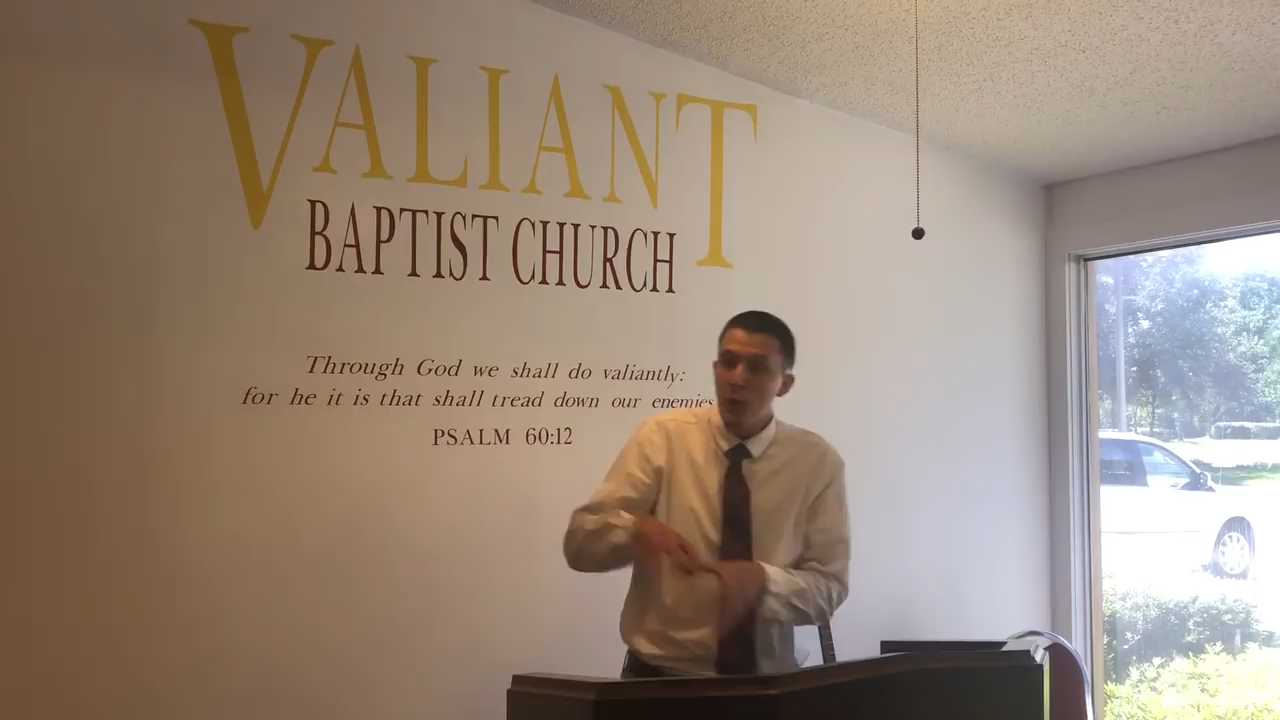 VALIANT
BAPTIST CHURCH
Through God we shall do valiantly:
for he it is that shall tread down our enemies
PSALM 60:12